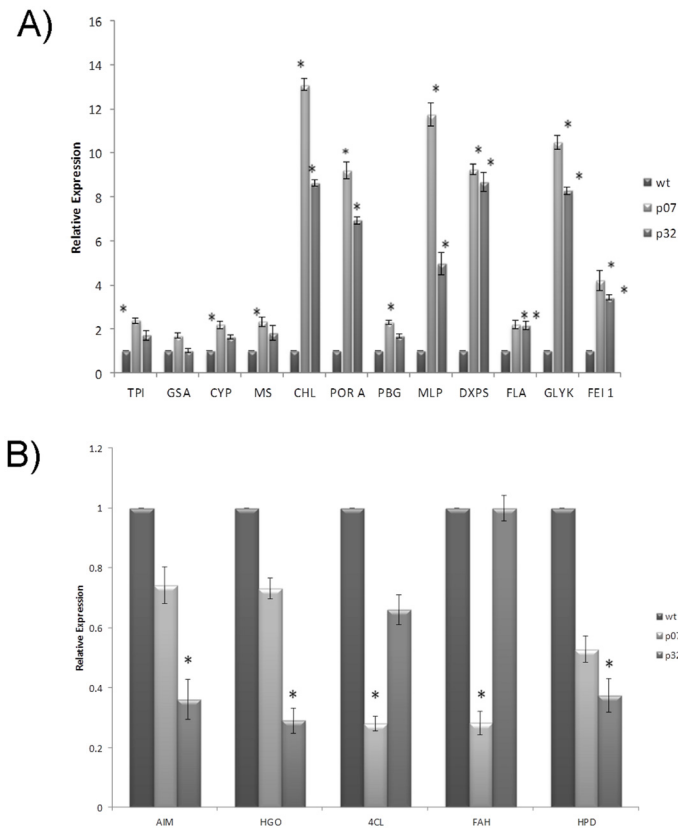 A)
16
14
12
10
8
6
4
2
0
Relative Expression
* * * * * * * * * * * * * * * * * * *
TPI GSA CYP MS CHL POR A PBG MLP DXPS FLA GLYK FEI 1
wt
p07
p32
B)
1.2
1
0.8
0.6
0.4
0.2
0
Relative Expression
* * * * *
AIM HGO 4CL FAH HPD
wt
p07
p32